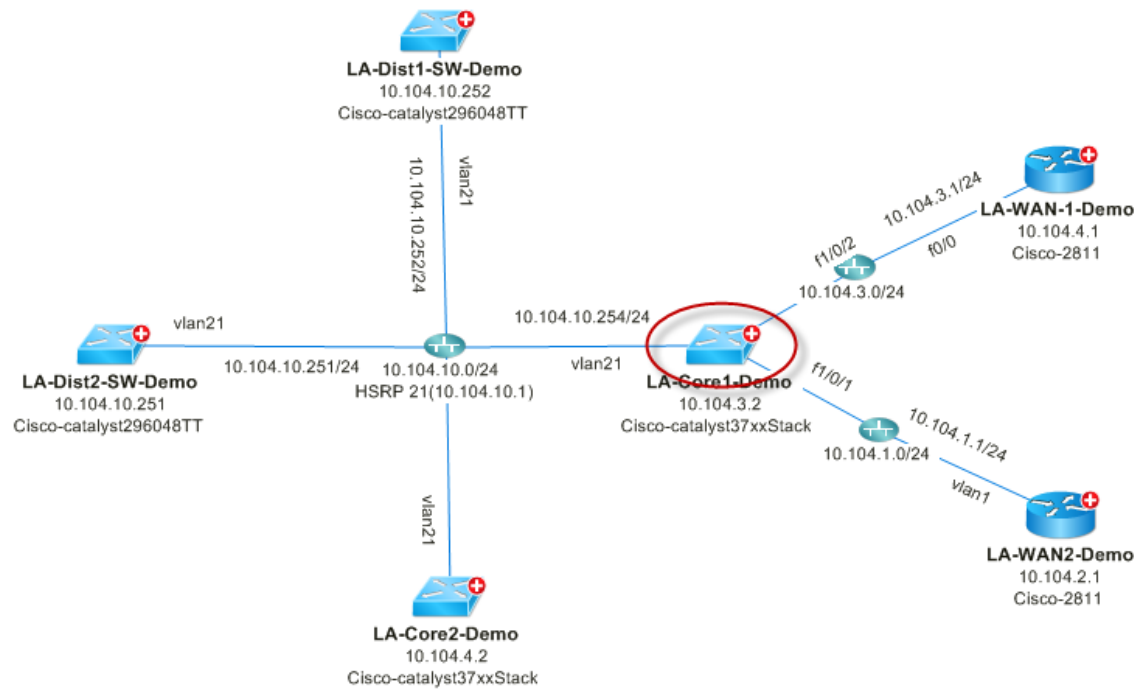 LA-Dist1-SW-Demo
10.104.10.252
Cisco-catalyst296048TT
vlan21
10.104.10.252/24
10.104.3.1/24
LA-WAN-1-Demo
10.104.4.1
Cisco-2811
f1/0/2
f0/0
10.104.3.0/24
vlan21
10.104.10.251/24
LA-Dist2-SW-Demo
10.104.10.251
Cisco-catalyst296048TT
10.104.10.0/24
HSRP 21(10.104.10.1)
10.104.10.254/24
vlan21
LA-Core1-Demo
10.104.3.2
Cisco-catalyst37xxStack
f1/0/1
10.104.1.1/24
10.104.1.0/24
vlan1
LA-WAN2-Demo
10.104.2.1
Cisco-2811
vlan21
LA-Core2-Demo
10.104.4.2
Cisco-catalyst37xxStack